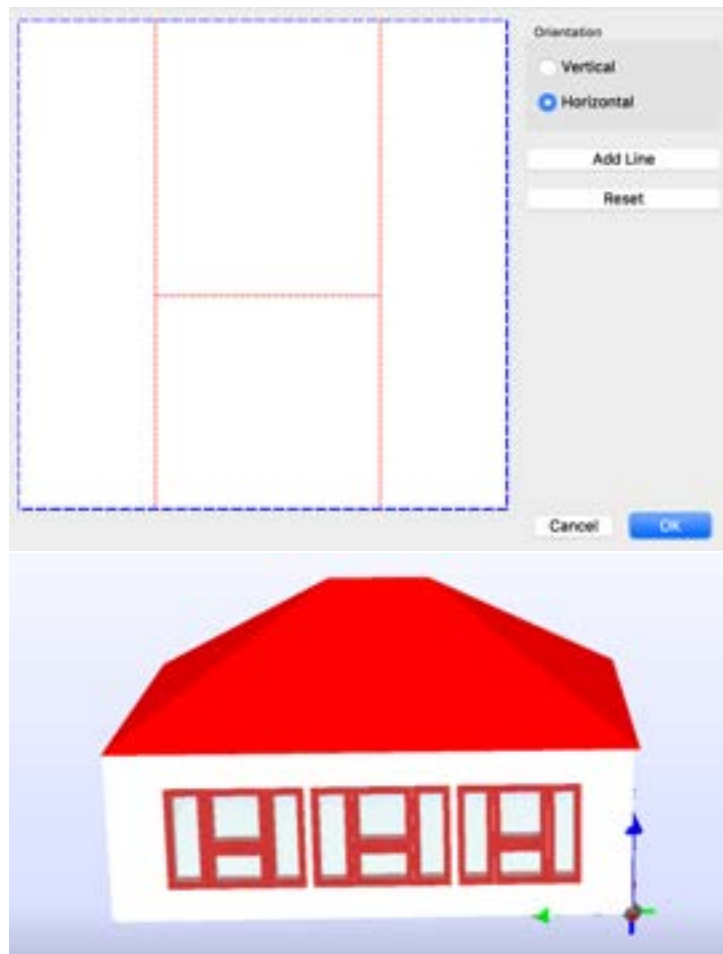 Orientation
Vertical
Horizontal
Add Line
Reset
Cancel
OK